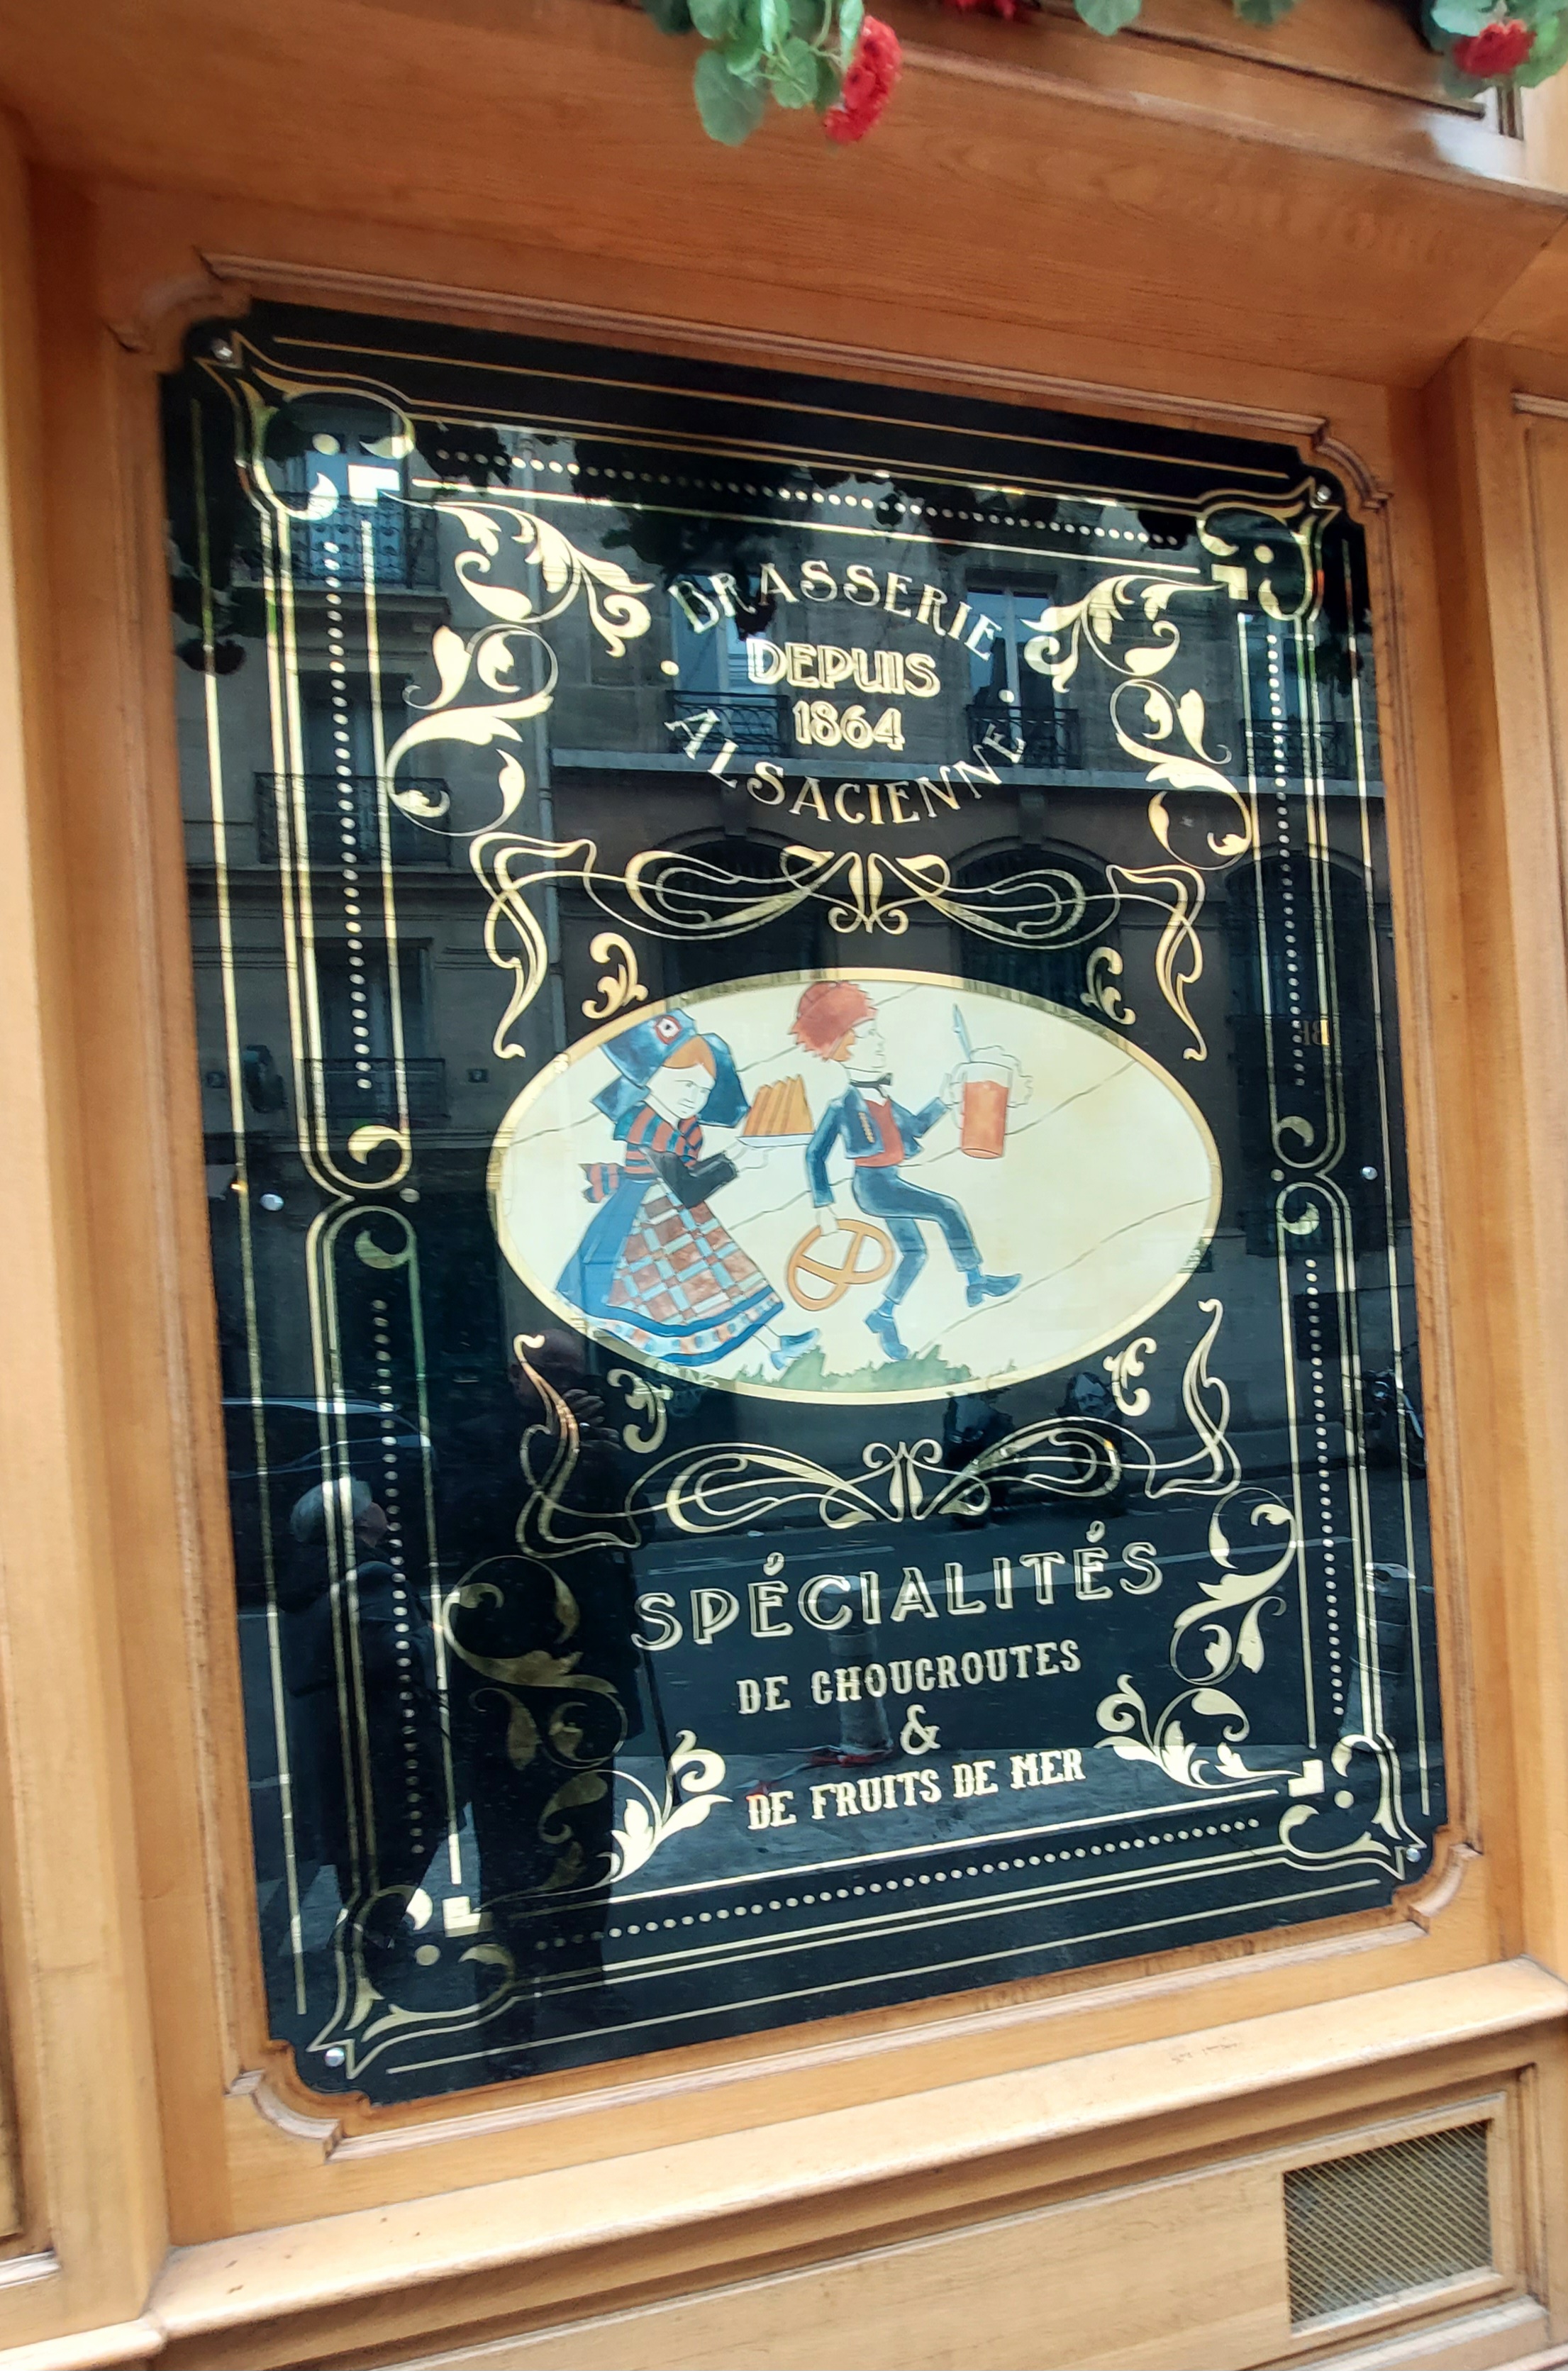 BRASSERIE
DEPUIS
1864
ALSACIENNE
SPÉCIALITÉS
DE CHOUCROUTES
&
DE FRUITS DE MER